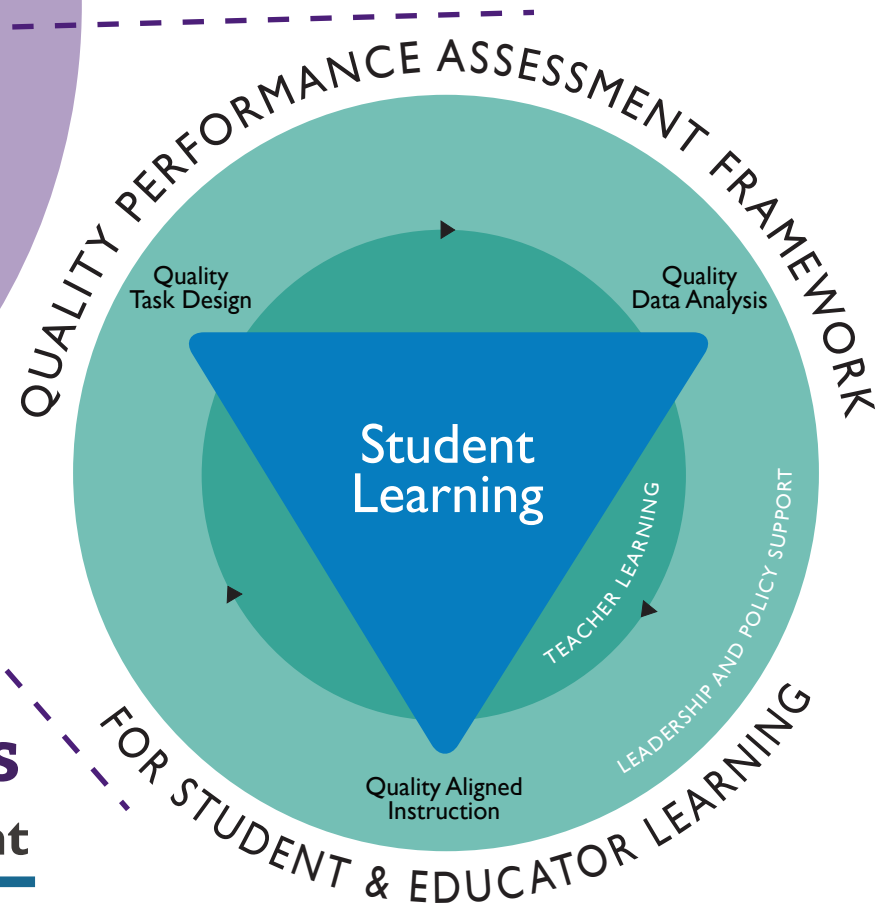 QUALITY PERFORMANCE ASSESSMENT FRAMEWORK
Quality
Task Design
Quality
Data Analysis
Student
Learning
TEACHER LEARNING
LEADERSHIP AND POLICY SUPPORT
s
nt
Quality Aligned
Instruction
FOR STUDENT & EDUCATOR LEARNING